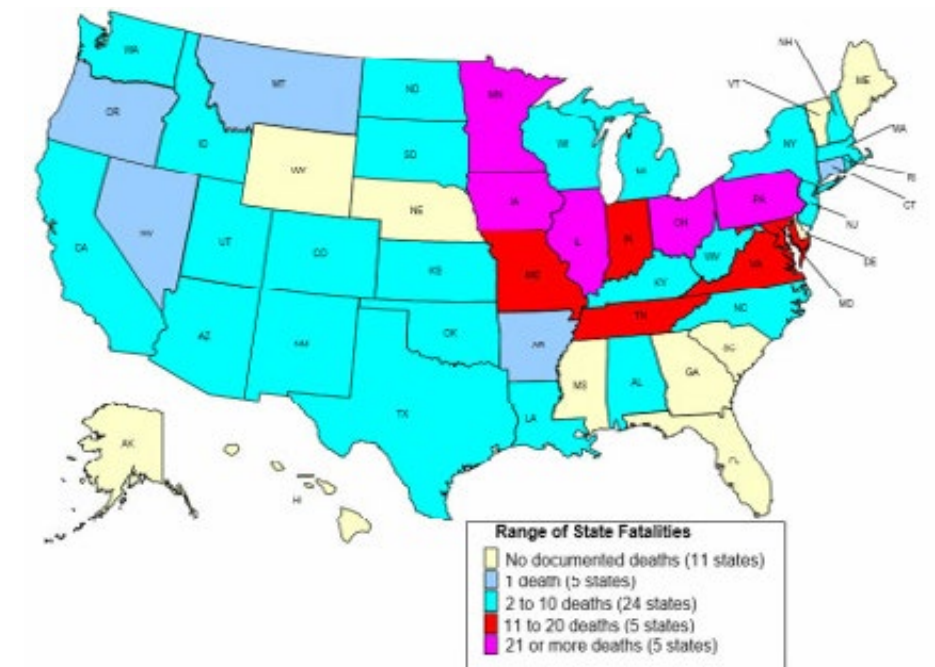 NH
WA
MT
ND
VT
ME
OR
ID
SD
WI
NY
MA
WY
RI
IA
PA
NE
CT
NV
IL
IN
OH
NJ
CA
UT
CO
WV
DE
KS
MO
KY
VA
MD
TN
NC
AZ
NM
OK
AR
SC
MS
AL
GA
TX
LA
AK
HI
Range of State Fatalities
No documented deaths (11 states)
1 death (5 states)
2 to 10 deaths (24 states)
11 to 20 deaths (5 states)
21 or more deaths (5 states)